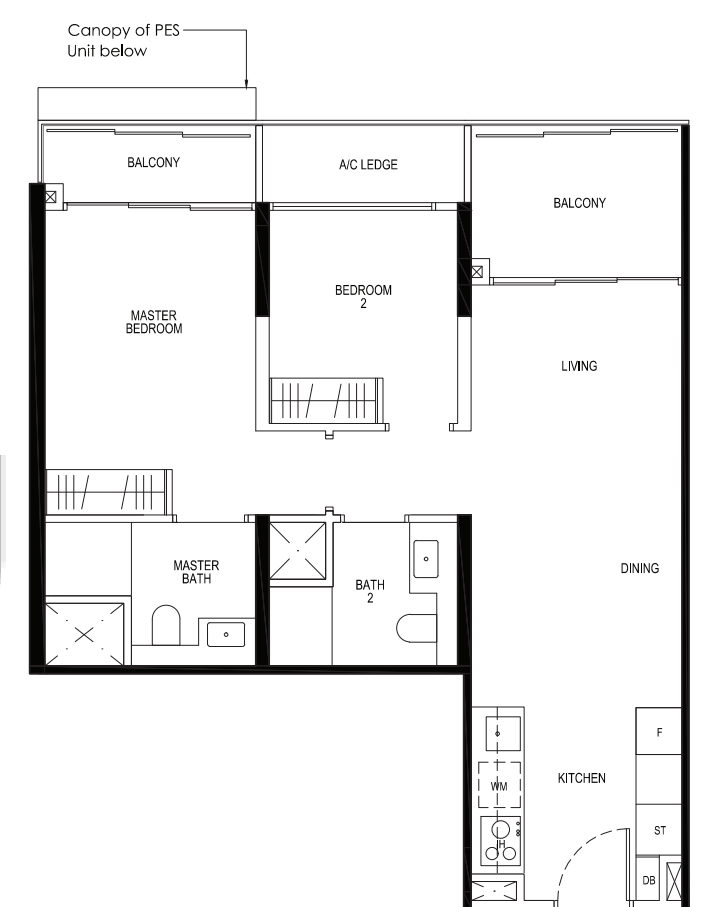 Canopy of PES
Unit below
BALCONY
A/C LEDGE
BALCONY
BEDROOM
2
MASTER
BEDROOM
LIVING
MASTER
BATH
BATH
2
DINING
F
WM
KITCHEN
ST
IH
DB